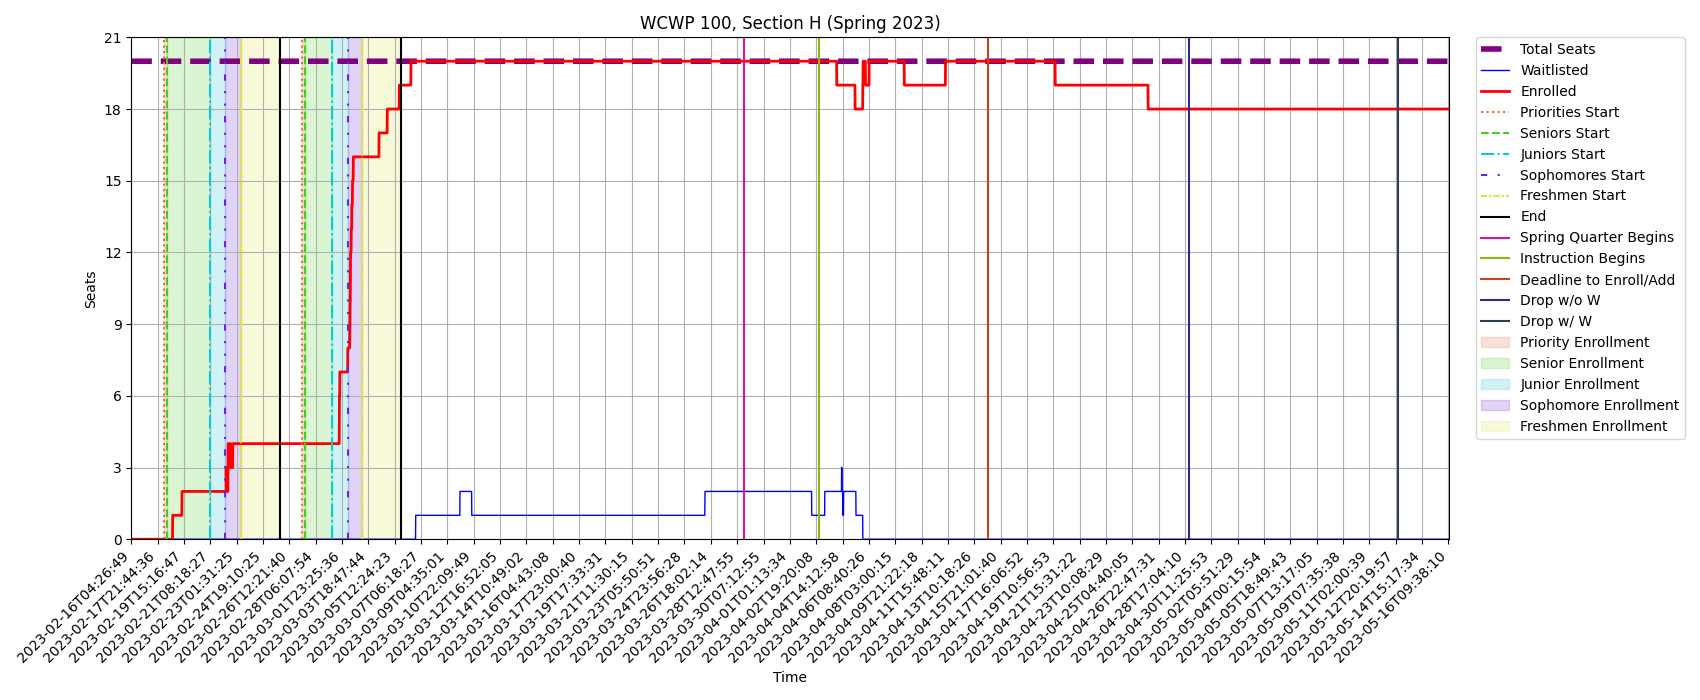 WCWP 100, Section H (Spring 2023)
21
18
15
12
9
6
3
0
Seats
2023-02-16T04:26:49
2023-02-17T21:44:36
2023-02-19T15:16:47
2023-02-21T08:18:27
2023-02-23T01:31:25
2023-02-24T19:10:25
2023-02-26T12:21:40
2023-02-28T06:07:54
2023-03-01T23:25:36
2023-03-03T18:47:44
2023-03-05T12:24:23
2023-03-07T06:18:27
2023-03-09T04:35:01
2023-03-10T22:09:49
2023-03-12T16:52:05
2023-03-14T10:49:02
2023-03-16T04:43:08
2023-03-17T23:00:40
2023-03-19T17:33:31
2023-03-21T11:30:15
2023-03-23T05:50:51
2023-03-24T23:56:28
2023-03-26T18:02:14
2023-03-28T12:47:55
2023-03-30T07:12:55
2023-04-01T01:13:34
2023-04-02T19:20:08
2023-04-04T14:12:58
2023-04-06T08:40:26
2023-04-08T03:00:15
2023-04-09T21:22:18
2023-04-11T15:48:11
2023-04-13T10:18:26
2023-04-15T21:01:40
2023-04-17T16:06:52
2023-04-19T10:56:53
2023-04-21T15:31:22
2023-04-23T10:08:29
2023-04-25T04:40:05
2023-04-26T22:47:31
2023-04-28T17:04:10
2023-04-30T11:25:53
2023-05-02T05:51:29
2023-05-04T00:15:54
2023-05-05T18:49:43
2023-05-07T13:17:05
2023-05-09T07:35:38
2023-05-11T02:00:39
2023-05-12T20:19:57
2023-05-14T15:17:34
2023-05-16T09:38:10
Time
Total Seats
Waitlisted
Enrolled
Priorities Start
Seniors Start
Juniors Start
Sophomores Start
Freshmen Start
End
Spring Quarter Begins
Instruction Begins
Deadline to Enroll/Add
Drop w/o W
Drop w/ W
Priority Enrollment
Senior Enrollment
Junior Enrollment
Sophomore Enrollment
Freshmen Enrollment